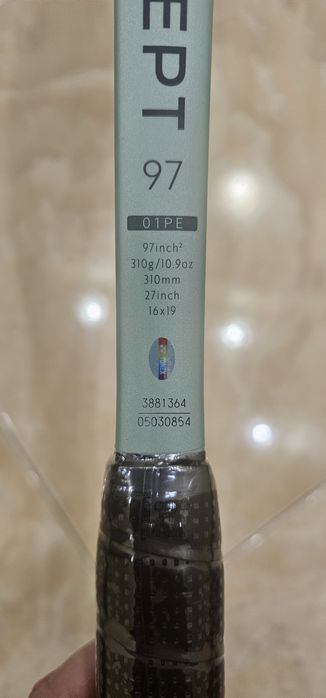 EPT
97
01PE
97inch²
310g/10.9oz
310mm
27inch
16x19
3881364
05030854